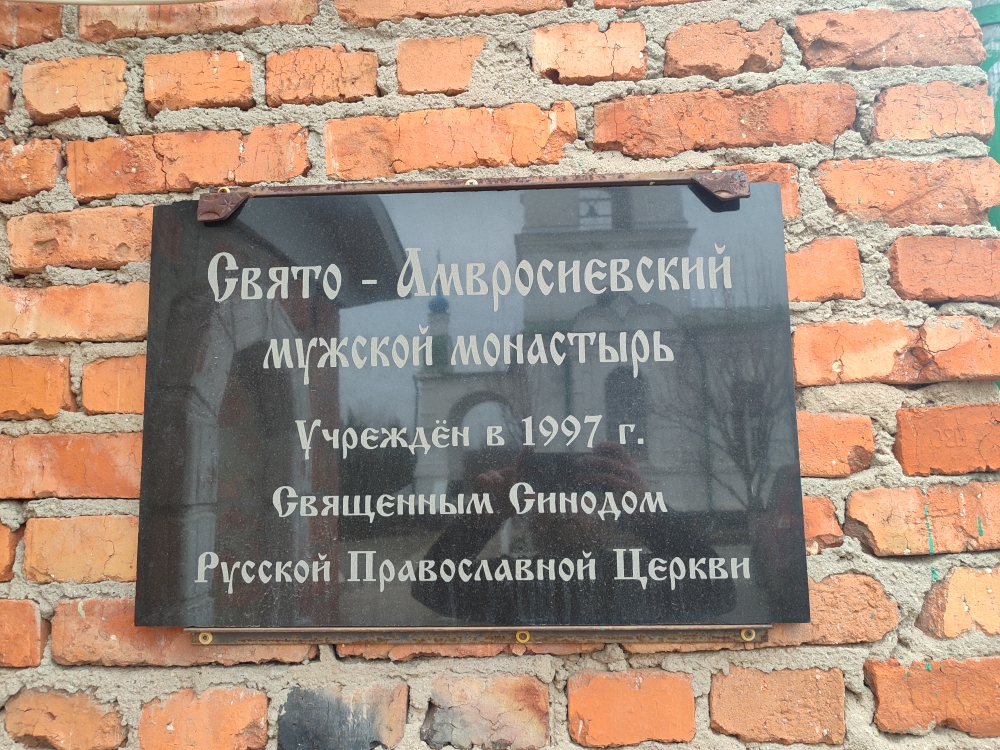 Свято - Амвросиевский
мужской монастырь
Учреждён в 1997 г.
Священным Синодом
Русской Православной Церкви